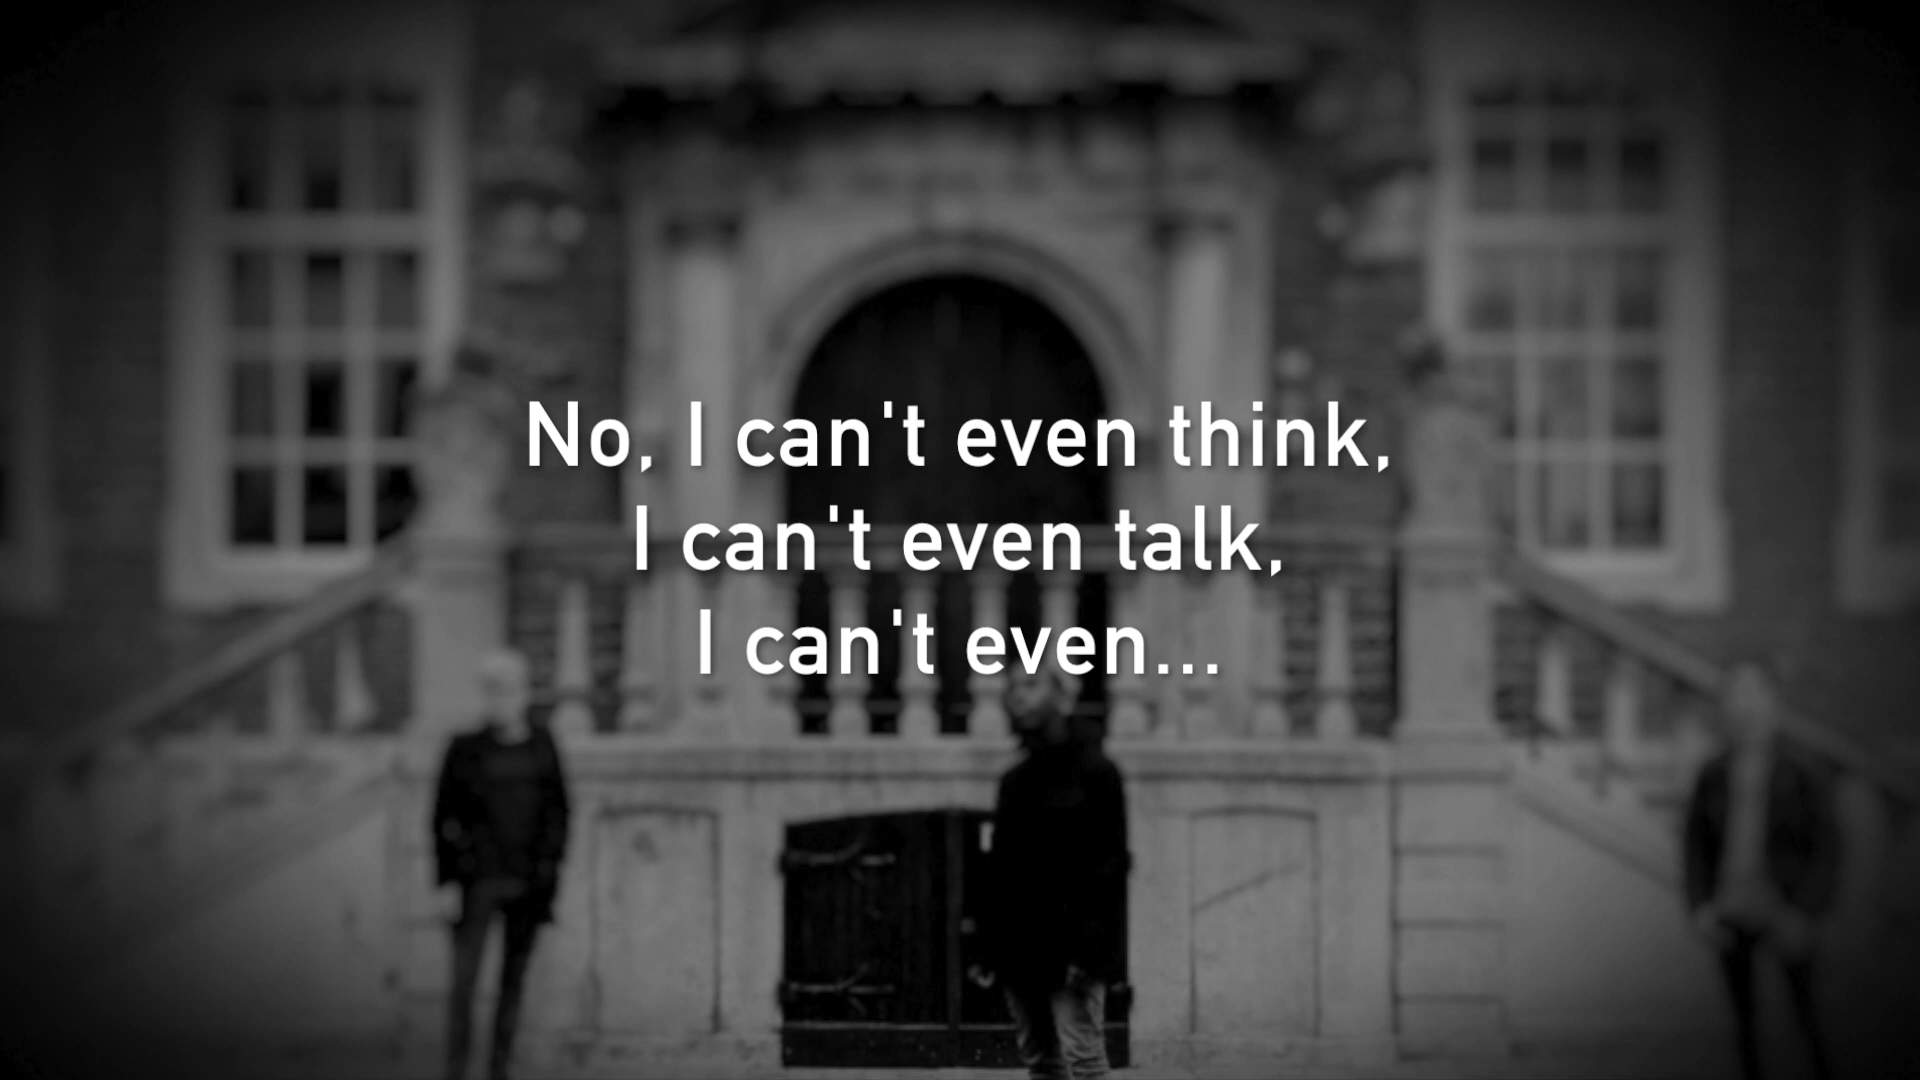 No, I can't even think,
I can't even talk,
I can't even...